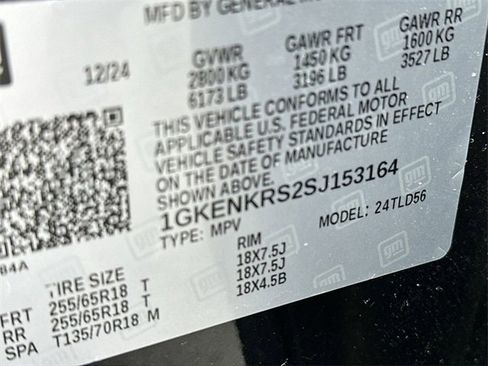 MFD BY GENERAL
12/24
GVWR
2800 KG
6173 LB
GAWR FRT
1450 KG
3196 LB
GAWR RR
1600 KG
3527 LB
THIS VEHICLE CONFORMS TO ALL
APPLICABLE U.S. FEDERAL MOTOR
VEHICLE SAFETY STANDARDS IN EFFECT
ON THE DATE OF MANUFACTURE
SHOWN ABOVE.
1GKENKRS2SJ153164
TYPE: MPV
MODEL: 24TLD56
TIRE SIZE
RIM
FRT 255/65R18 T 18X7.5J
RR 255/65R18 T 18X7.5J
SPA T135/70R18 M 18X4.5B
gm